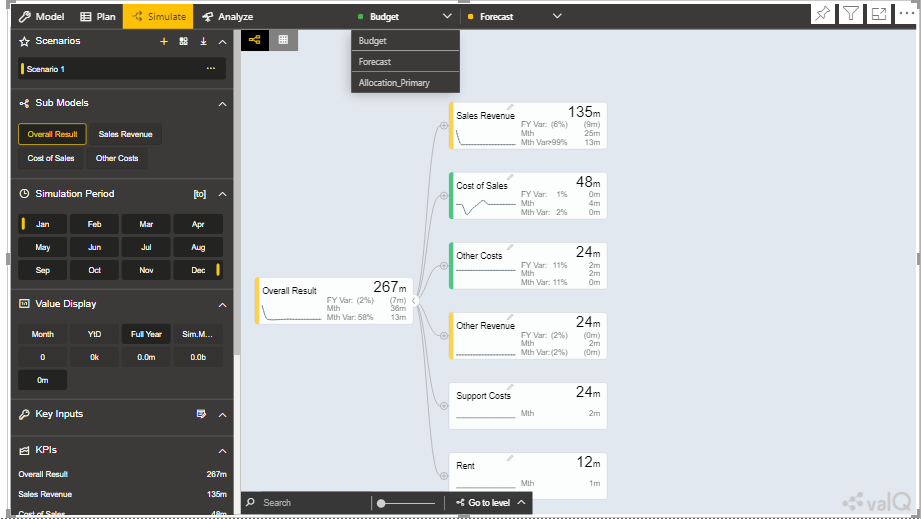 Model Plan Simulate Analyze Budget Forecast
Budget
Forecast
Allocation_Primary
Scenarios
Scenario 1
Sub Models
Overall Result Sales Revenue
Cost of Sales Other Costs
Simulation Period [to]
Jan Feb Mar Apr
May Jun Jul Aug
Sep Oct Nov Dec
Value Display
Month YtD Full Year Sim.M...
0 0k 0.0m 0.0b
0m
Key Inputs
KPIs
Overall Result 267m
Sales Revenue 135m
Cost of Sales 48m
Overall Result 267m
FY Var: (2%) (7m)
Mth 36m
Mth Var: 58% 13m
Sales Revenue 135m
FY Var: (6%) (9m)
Mth 25m
Mth Var>99% 13m
Cost of Sales 48m
FY Var: 1% 0m
Mth 4m
Mth Var: 2% 0m
Other Costs 24m
FY Var: 11% 2m
Mth 2m
Mth Var: 11% 0m
Other Revenue 24m
FY Var: (2%) (0m)
Mth 2m
Mth Var:(2%) (0m)
Support Costs 24m
Mth 2m
Rent 12m
Mth 1m
Search Go to level
valQ